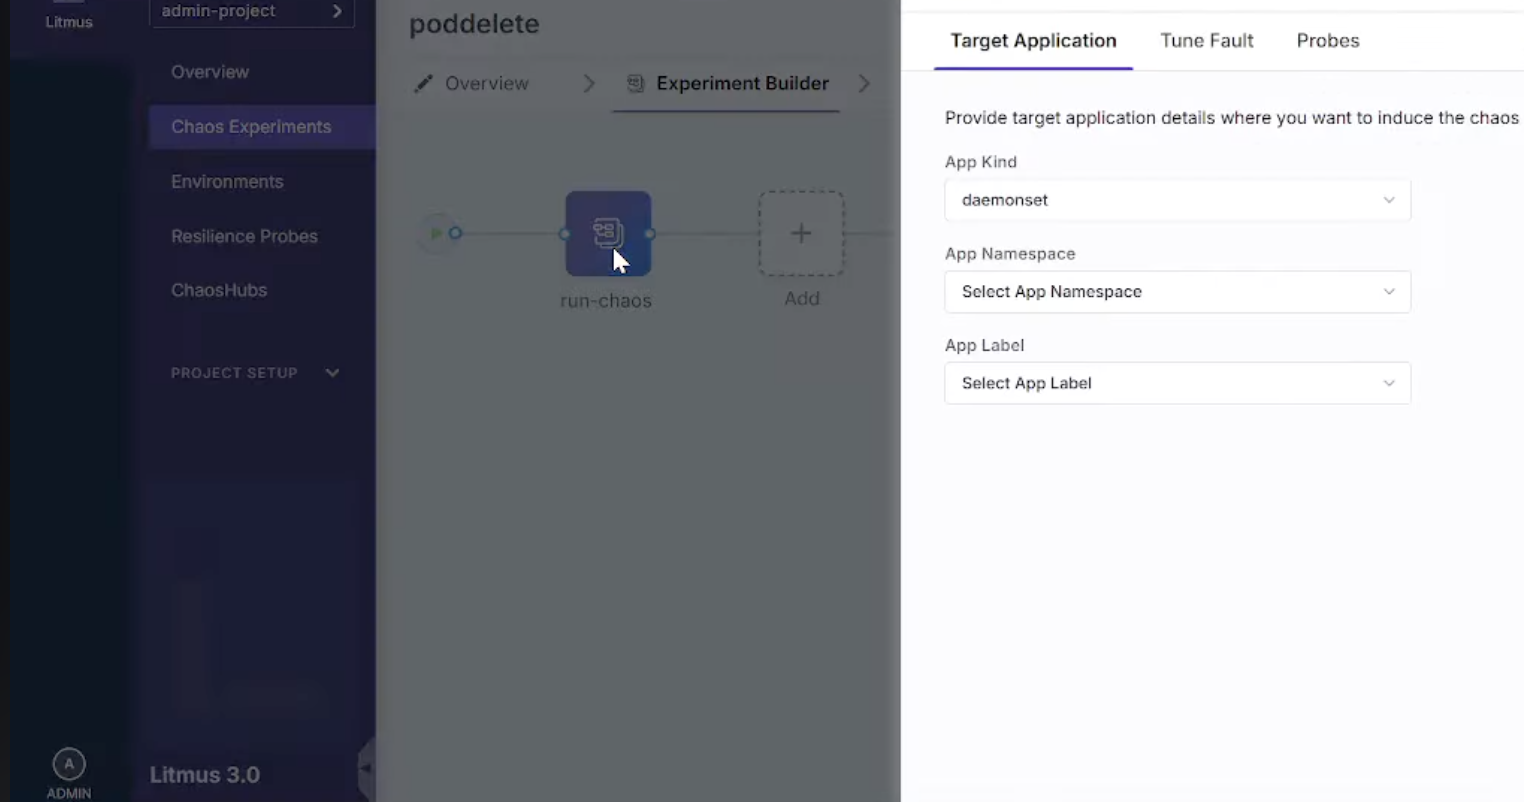 Litmus
admin-project
Overview
Chaos Experiments
Environments
Resilience Probes
ChaosHubs
PROJECT SETUP
A
ADMIN
Litmus 3.0
poddelete
Overview
Experiment Builder
run-chaos
Add
Target Application Tune Fault Probes
Provide target application details where you want to induce the chaos
App Kind
daemonset
App Namespace
Select App Namespace
App Label
Select App Label